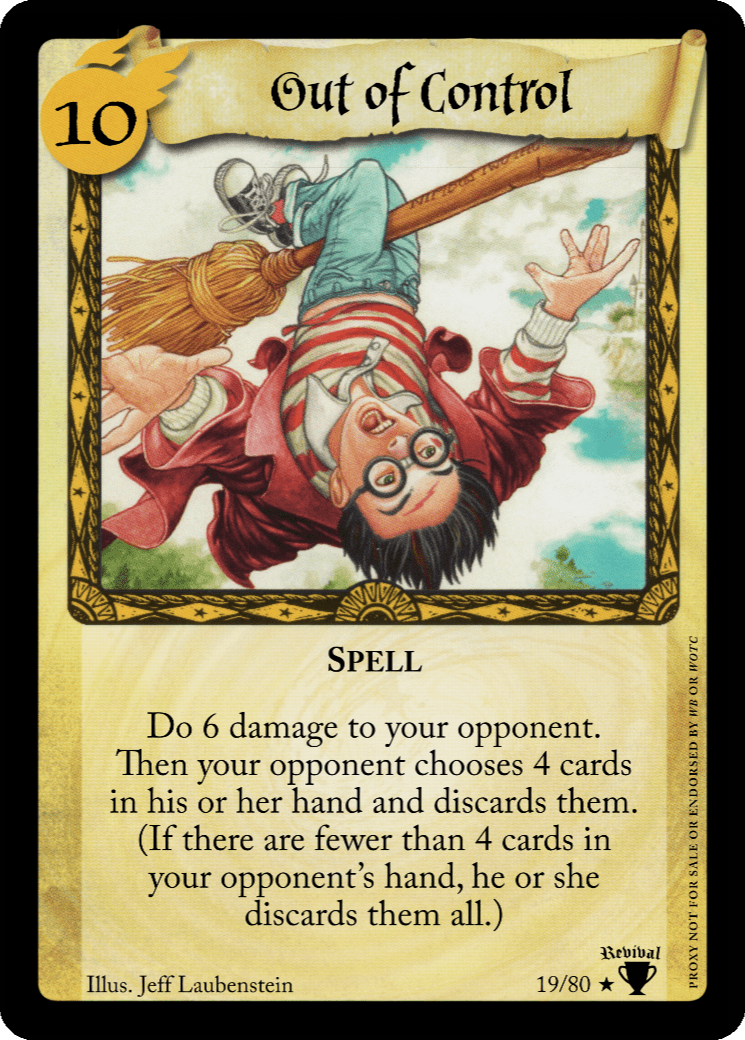 10
Out of Control
NIMBUS TWO THO
SPELL
Do 6 damage to your opponent.
Then your opponent chooses 4 cards
in his or her hand and discards them.
(If there are fewer than 4 cards in
your opponent's hand, he or she
discards them all.)
PROXY NOT FOR SALE OR ENDORSED BY WB OR WOTC
Revival
Illus. Jeff Laubenstein
19/80 ★